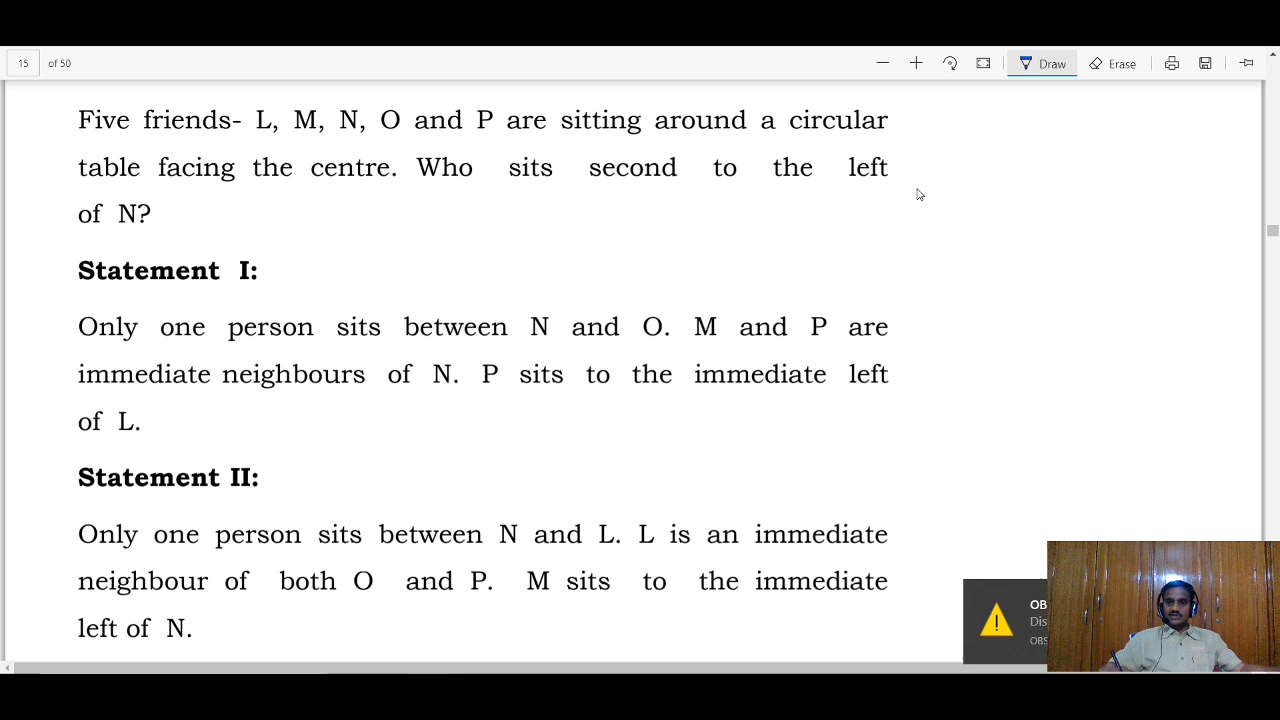 15 of 50 Draw Erase
Five friends- L, M, N, O and P are sitting around a circular
table facing the centre. Who sits second to the left
of N?
Statement I:
Only one person sits between N and O. M and P are
immediate neighbours of N. P sits to the immediate left
of L.
Statement II:
Only one person sits between N and L. L is an immediate
neighbour of both O and P. M sits to the immediate
left of N.
OB
Dis
OBS